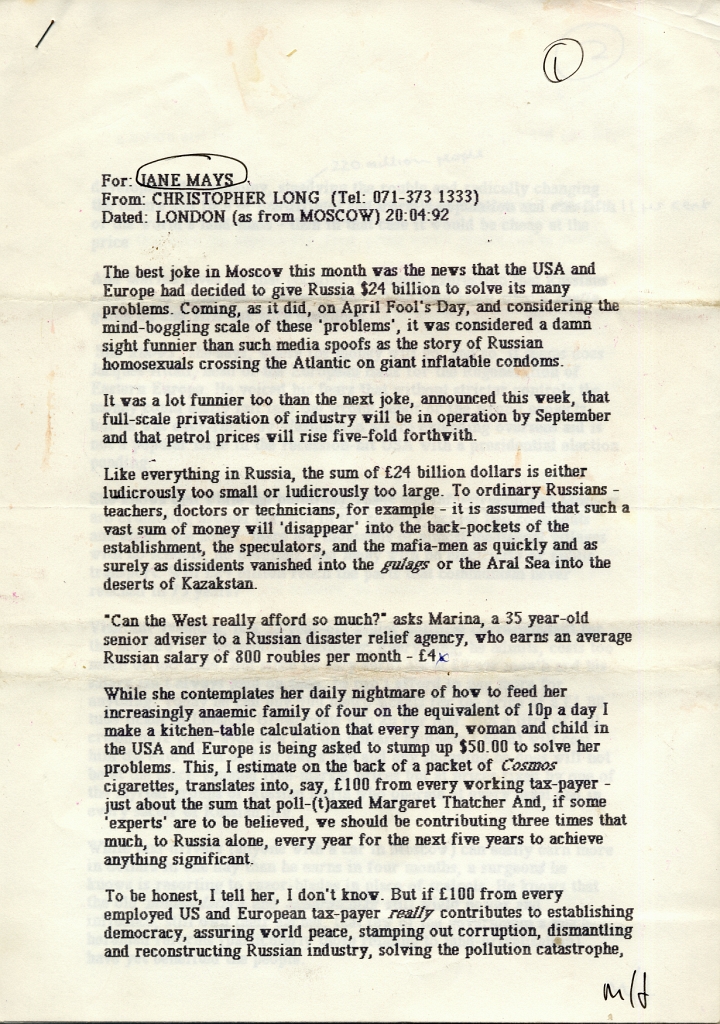 1
For: JANE MAYS
From: CHRISTOPHER LONG (Tel: 071-373 1333)
Dated: LONDON (as from MOSCOW) 20:04:92
The best joke in Moscow this month was the news that the USA and
Europe had decided to give Russia $24 billion to solve its many
problems. Coming, as it did, on April Fool's Day, and considering the
mind-boggling scale of these 'problems', it was considered a damn
sight funnier than such media spoofs as the story of Russian
homosexuals crossing the Atlantic on giant inflatable condoms.
It was a lot funnier too than the next joke, announced this week, that
full-scale privatisation of industry will be in operation by September
and that petrol prices will rise five-fold forthwith.
Like everything in Russia, the sum of £24 billion dollars is either
ludicrously too small or ludicrously too large. To ordinary Russians -
teachers, doctors or technicians, for example - it is assumed that such a
vast sum of money will 'disappear' into the back-pockets of the
establishment, the speculators, and the mafia-men as quickly and as
surely as dissidents vanished into the gulags or the Aral Sea into the
deserts of Kazakstan.
"Can the West really afford so much?" asks Marina, a 35 year-old
senior adviser to a Russian disaster relief agency, who earns an average
Russian salary of 800 roubles per month - £4
While she contemplates her daily nightmare of how to feed her
increasingly anaemic family of four on the equivalent of 10p a day I
make a kitchen-table calculation that every man, woman and child in
the USA and Europe is being asked to stump up $50.00 to solve her
problems. This, I estimate on the back of a packet of Cosmos
cigarettes, translates into, say, £100 from every working tax-payer -
just about the sum that poll-(t)axed Margaret Thatcher And, if some
'experts' are to be believed, we should be contributing three times that
much, to Russia alone, every year for the next five years to achieve
anything significant.
To be honest, I tell her, I don't know. But if £100 from every
employed US and European tax-payer really contributes to establishing
democracy, assuring world peace, stamping out corruption, dismantling
and reconstructing Russian industry, solving the pollution catastrophe,
m/f